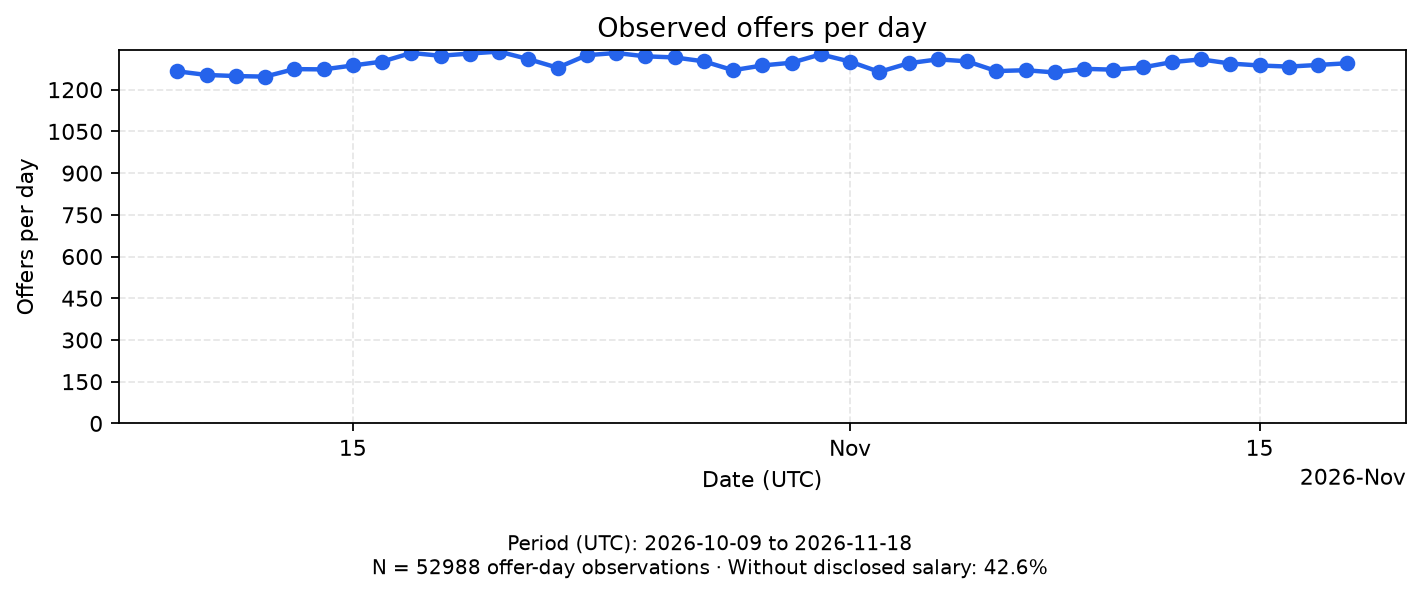 Observed offers per day
Offers per day
1200
1050
900
750
600
450
300
150
0
15
Nov
15
Date (UTC)
2026-Nov
Period (UTC): 2026-10-09 to 2026-11-18
N = 52988 offer-day observations · Without disclosed salary: 42.6%